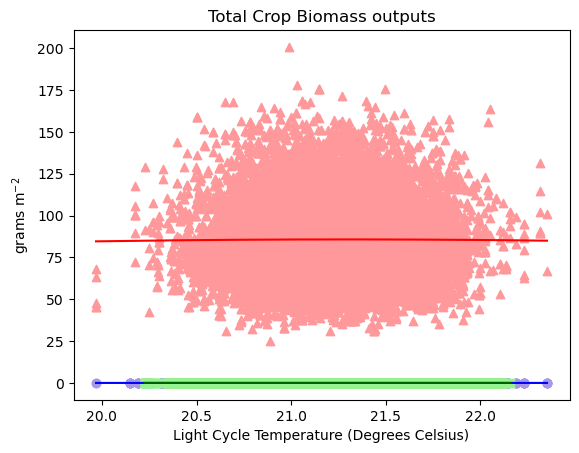 Total Crop Biomass outputs
grams m⁻²
200
175
150
125
100
75
50
25
0
20.0 20.5 21.0 21.5 22.0
Light Cycle Temperature (Degrees Celsius)